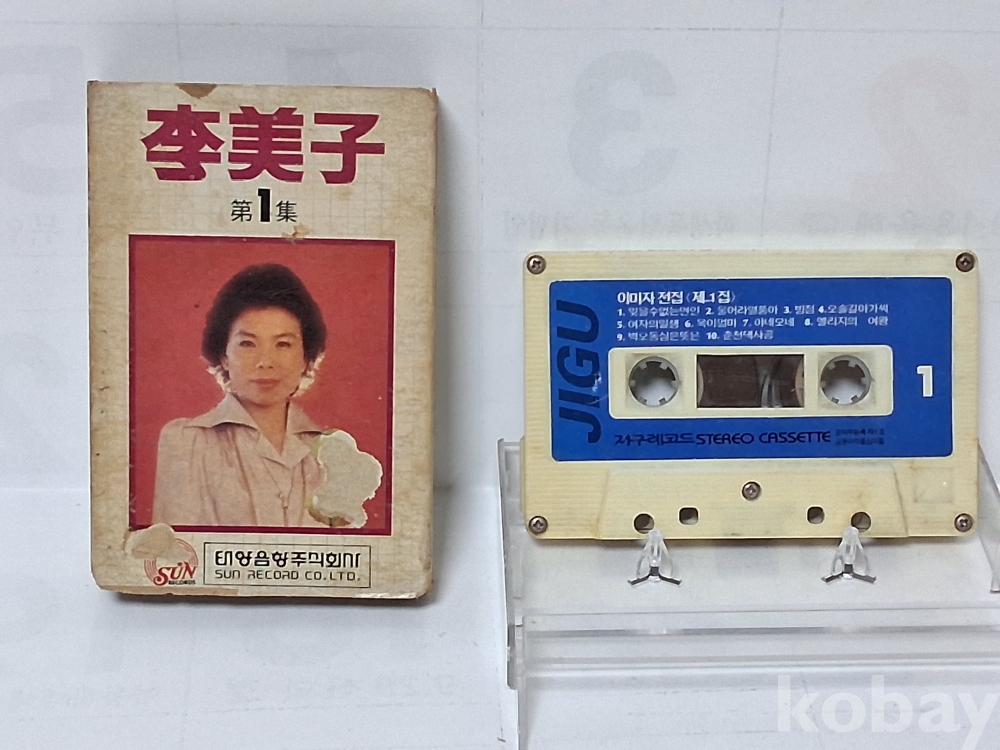 李美子
第1集
SUN
RECORDS
태양음향주식회사
SUN RECORD CO., LTD.
JIGU
이미자 전집 <제1집>
1. 잊을수없는연인 2. 울어라열풍아 3. 빙점 4. 오솔길아가씨
5. 여자의일생 6. 옥이엄마 7. 아네모네 8. 엘리지의 여왕
9. 벽오동심은뜻은 10. 춘천댁사공
1
지구레코드 STEREO CASSETTE
3
kobay